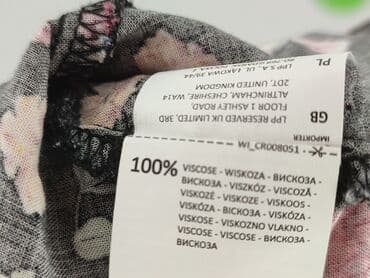 PL
LPP S.A. UL. ŁĄKOWA 39/44
GB
LPP RESERVED UK LIMITED, 3RD
FLOOR 1 ASHLEY ROAD,
ALTRINCHAM, CHESHIRE, WA14
2DT, UNITED KINGDOM
IMPORTER
WI_CR008051
100% VISCOSE - WISKOZA - ВИСКОЗА -
ВИСКОЗА - VISZKÓZ - VISCOZĂ
- VISKOZÉ - VISKOZE - VISKOOS -
VISKÓZA - ВІСКОЗА - VISKÓZA -
VISKOSE - VISKOZNO VLAKNO -
VISCOSE - VISCOSE - ВИСКОЗА -
ВИСКОЗА